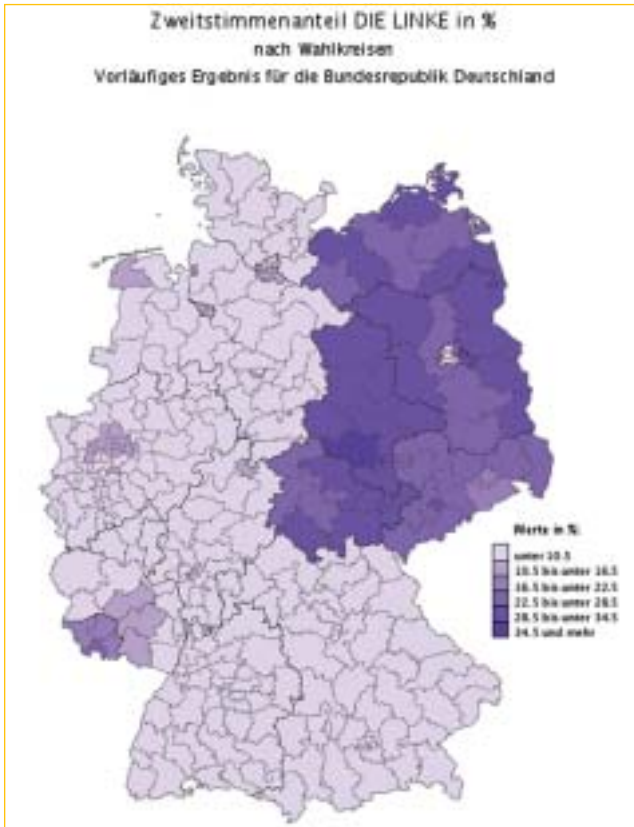 Zweitstimmenanteil DIE LINKE in %
nach Wahlkreisen
Vorläufiges Ergebnis für die Bundesrepublik Deutschland
Werte in %:
unter 10.5
10.5 bis unter 16.5
16.5 bis unter 22.5
22.5 bis unter 28.5
28.5 bis unter 34.5
34.5 und mehr